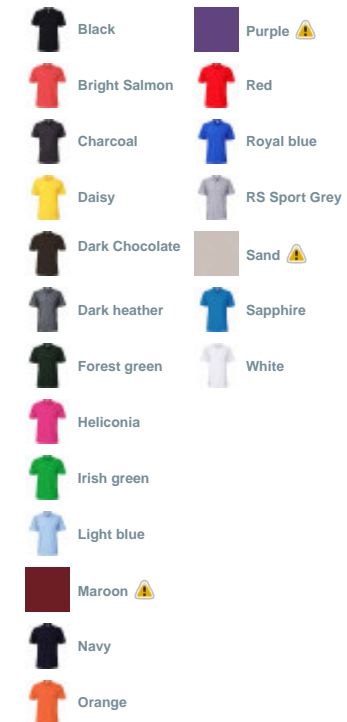 Black
Bright Salmon
Charcoal
Daisy
Dark Chocolate
Dark heather
Forest green
Heliconia
Irish green
Light blue
Maroon
Navy
Orange
Purple
Red
Royal blue
RS Sport Grey
Sand
Sapphire
White